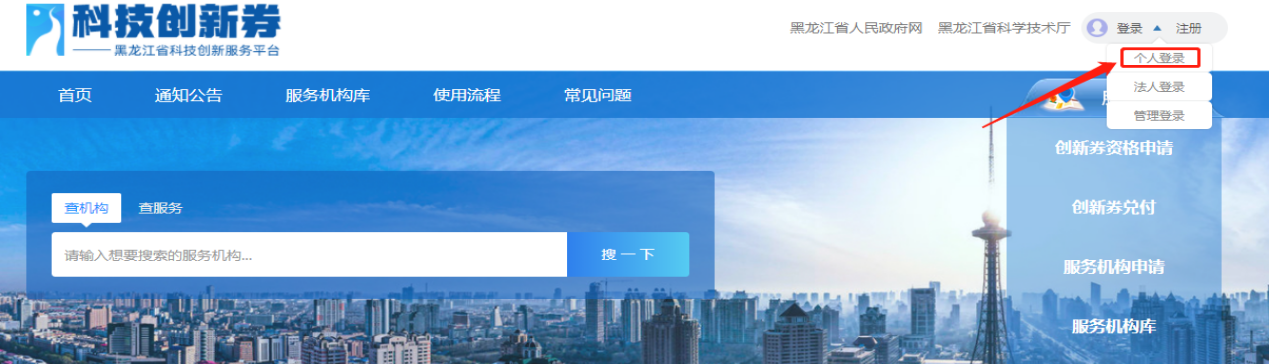 科技创新券
黑龙江省科技创新服务平台
黑龙江省人民政府网 黑龙江省科学技术厅 登录 注册
个人登录
法人登录
管理登录
首页 通知公告 服务机构库 使用流程 常见问题
创新券资格申请
创新券兑付
服务机构申请
服务机构库
查机构 查服务
请输入想要搜索的服务机构... 搜一下